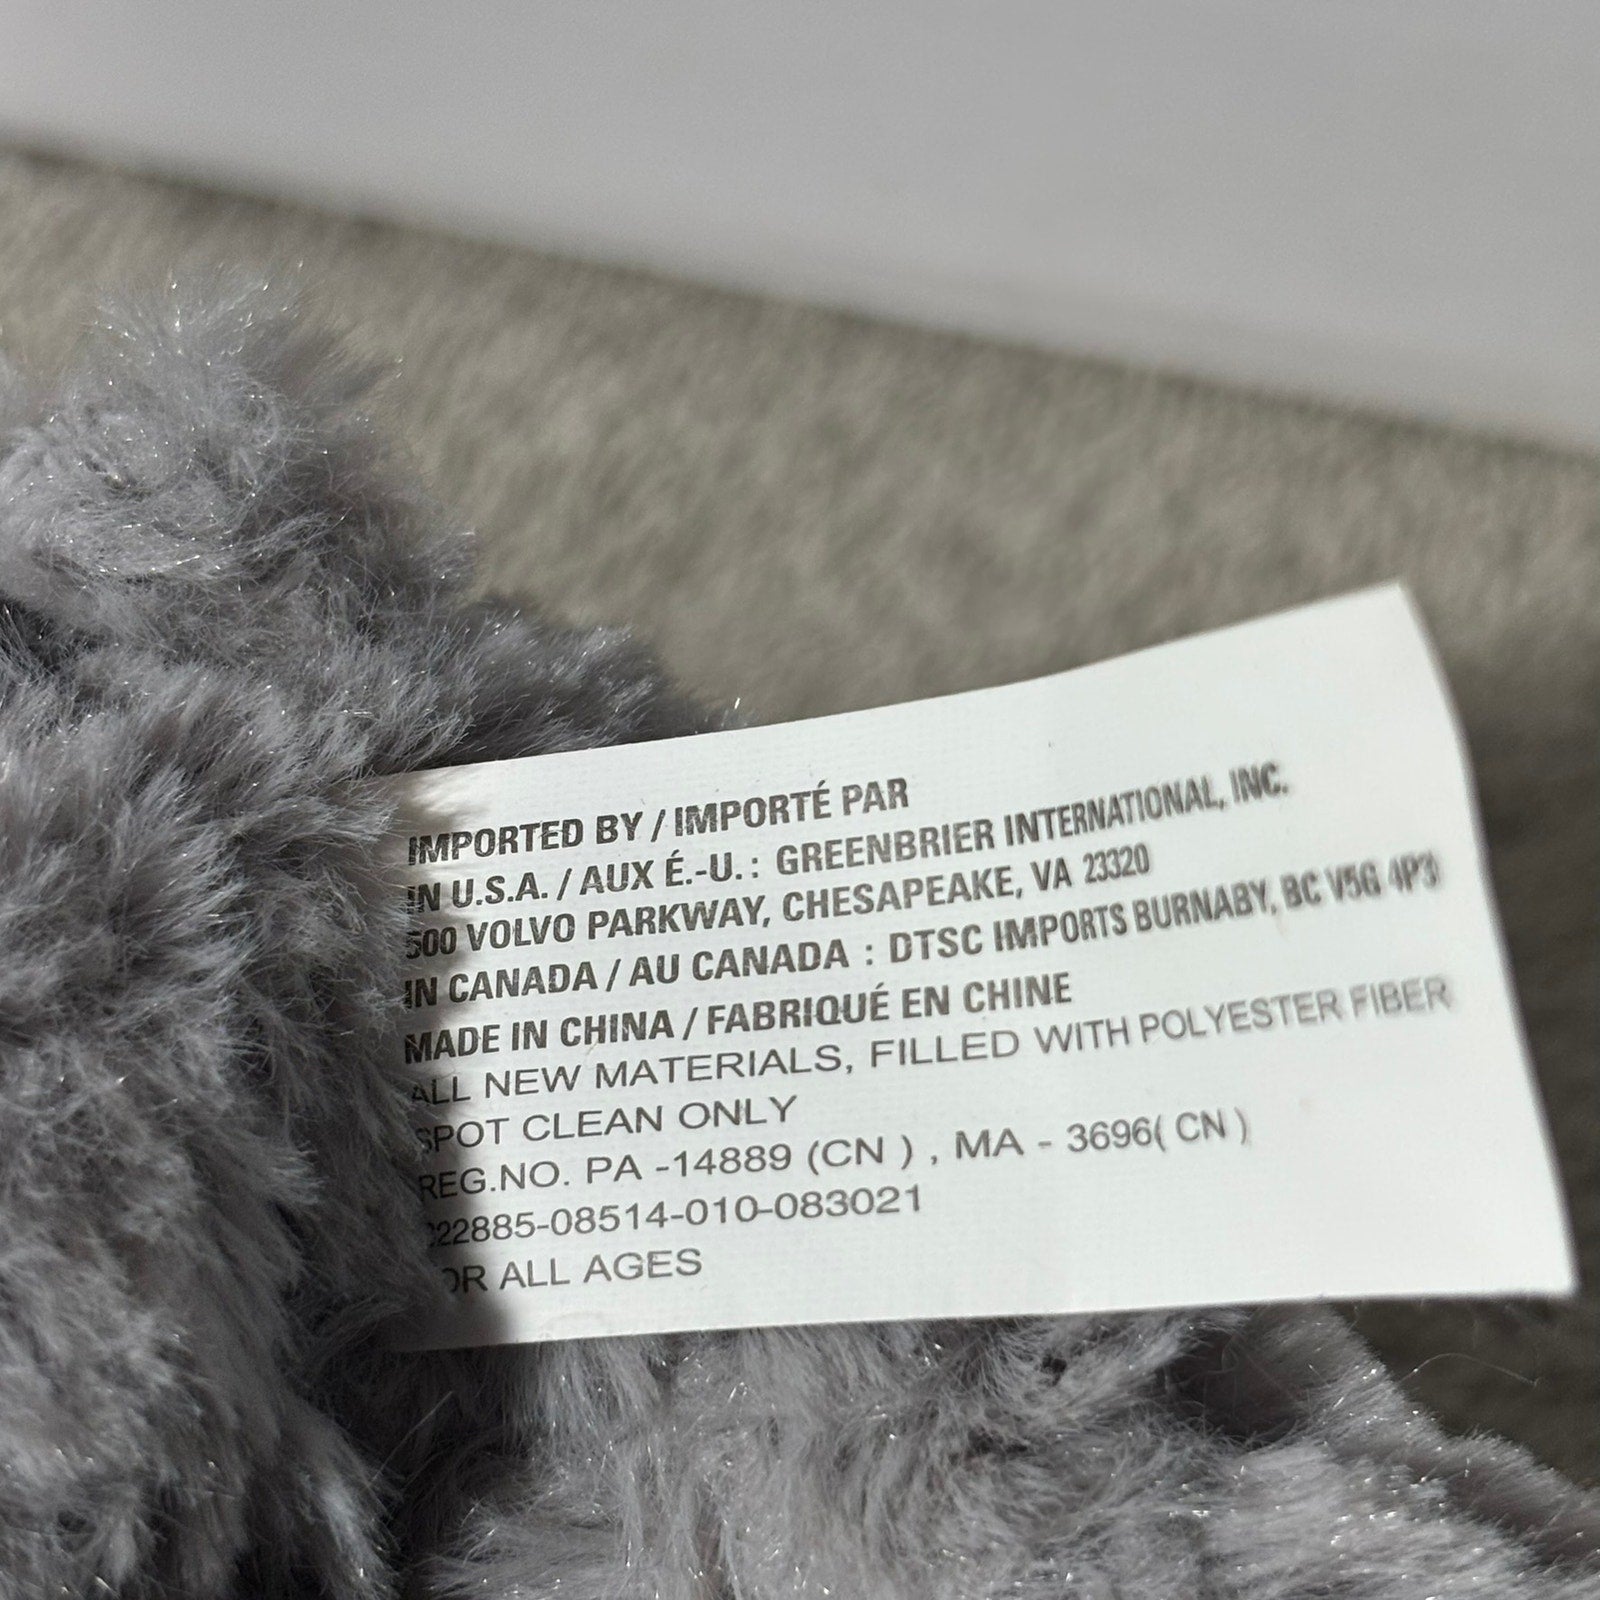 IMPORTED BY / IMPORTÉ PAR
IN U.S.A. / AUX É.-U. : GREENBRIER INTERNATIONAL, INC.
500 VOLVO PARKWAY, CHESAPEAKE, VA 23320
IN CANADA / AU CANADA : DTSC IMPORTS BURNABY, BC V5G 4P3
MADE IN CHINA / FABRIQUÉ EN CHINE
ALL NEW MATERIALS, FILLED WITH POLYESTER FIBER
SPOT CLEAN ONLY
REG.NO. PA -14889 (CN ) , MA - 3696( CN )
22885-08514-010-083021
OR ALL AGES